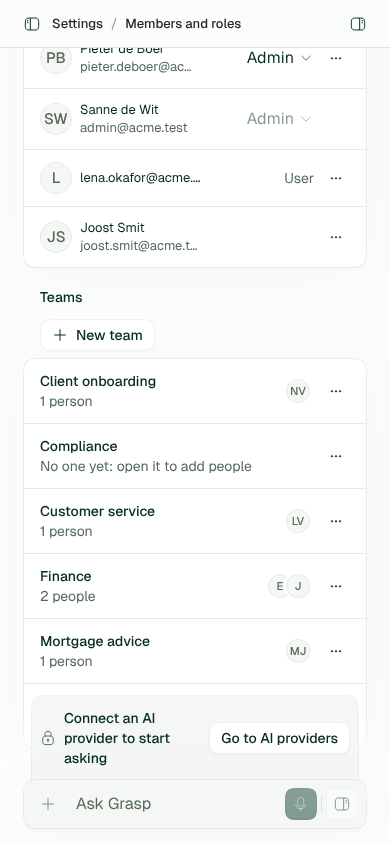 Settings / Members and roles
PB Pieter de Boer Admin
pieter.deboer@ac...
SW Sanne de Wit Admin
admin@acme.test
L lena.okafor@acme.... User
JS Joost Smit
joost.smit@acme.t...
Teams
+ New team
Client onboarding NV
1 person
Compliance
No one yet: open it to add people
Customer service LV
1 person
Finance E J
2 people
Mortgage advice MJ
1 person
Connect an AI
provider to start
asking
Go to AI providers
+ Ask Grasp